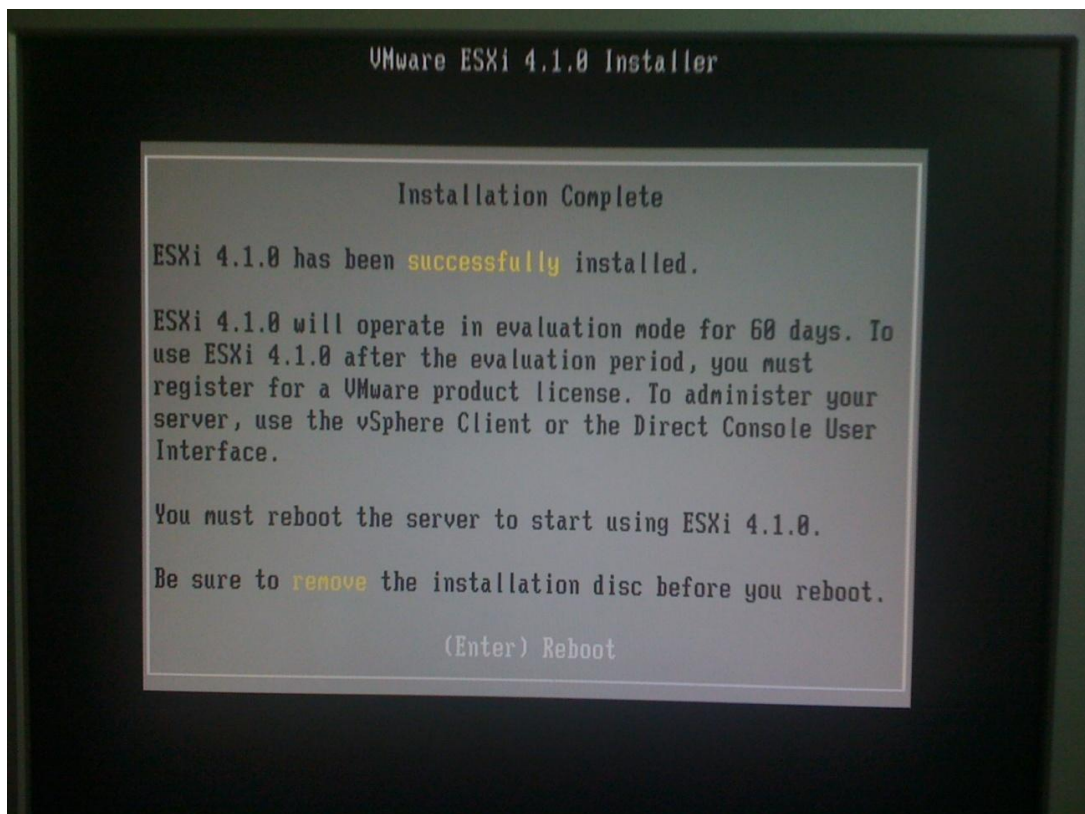 VMware ESXi 4.1.0 Installer
Installation Complete
ESXi 4.1.0 has been successfully installed.
ESXi 4.1.0 will operate in evaluation mode for 60 days. To
use ESXi 4.1.0 after the evaluation period, you must
register for a VMware product license. To administer your
server, use the vSphere Client or the Direct Console User
Interface.
You must reboot the server to start using ESXi 4.1.0.
Be sure to remove the installation disc before you reboot.
(Enter) Reboot